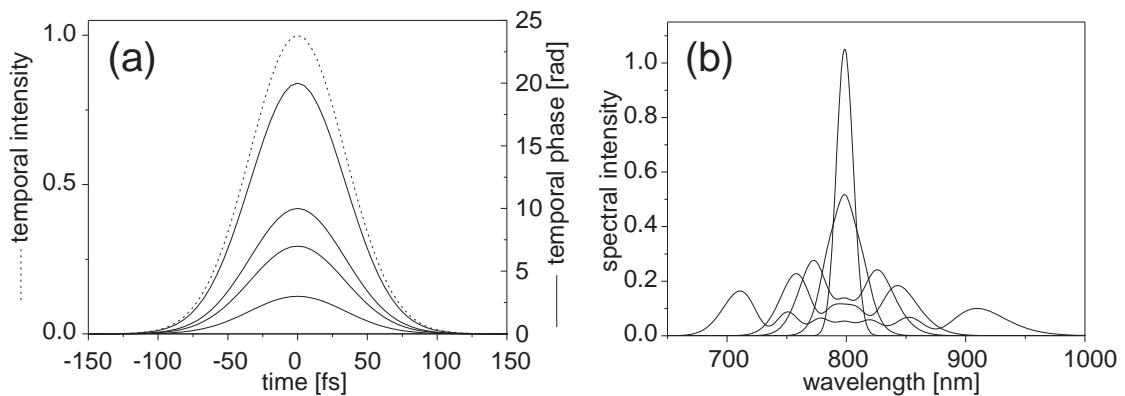 (a)
temporal intensity
1.0
0.5
0.0
25
20
15
10
5
0
temporal phase [rad]
-150 -100 -50 0 50 100 150
time [fs]
(b)
spectral intensity
1.0
0.8
0.6
0.4
0.2
0.0
700 800 900 1000
wavelength [nm]